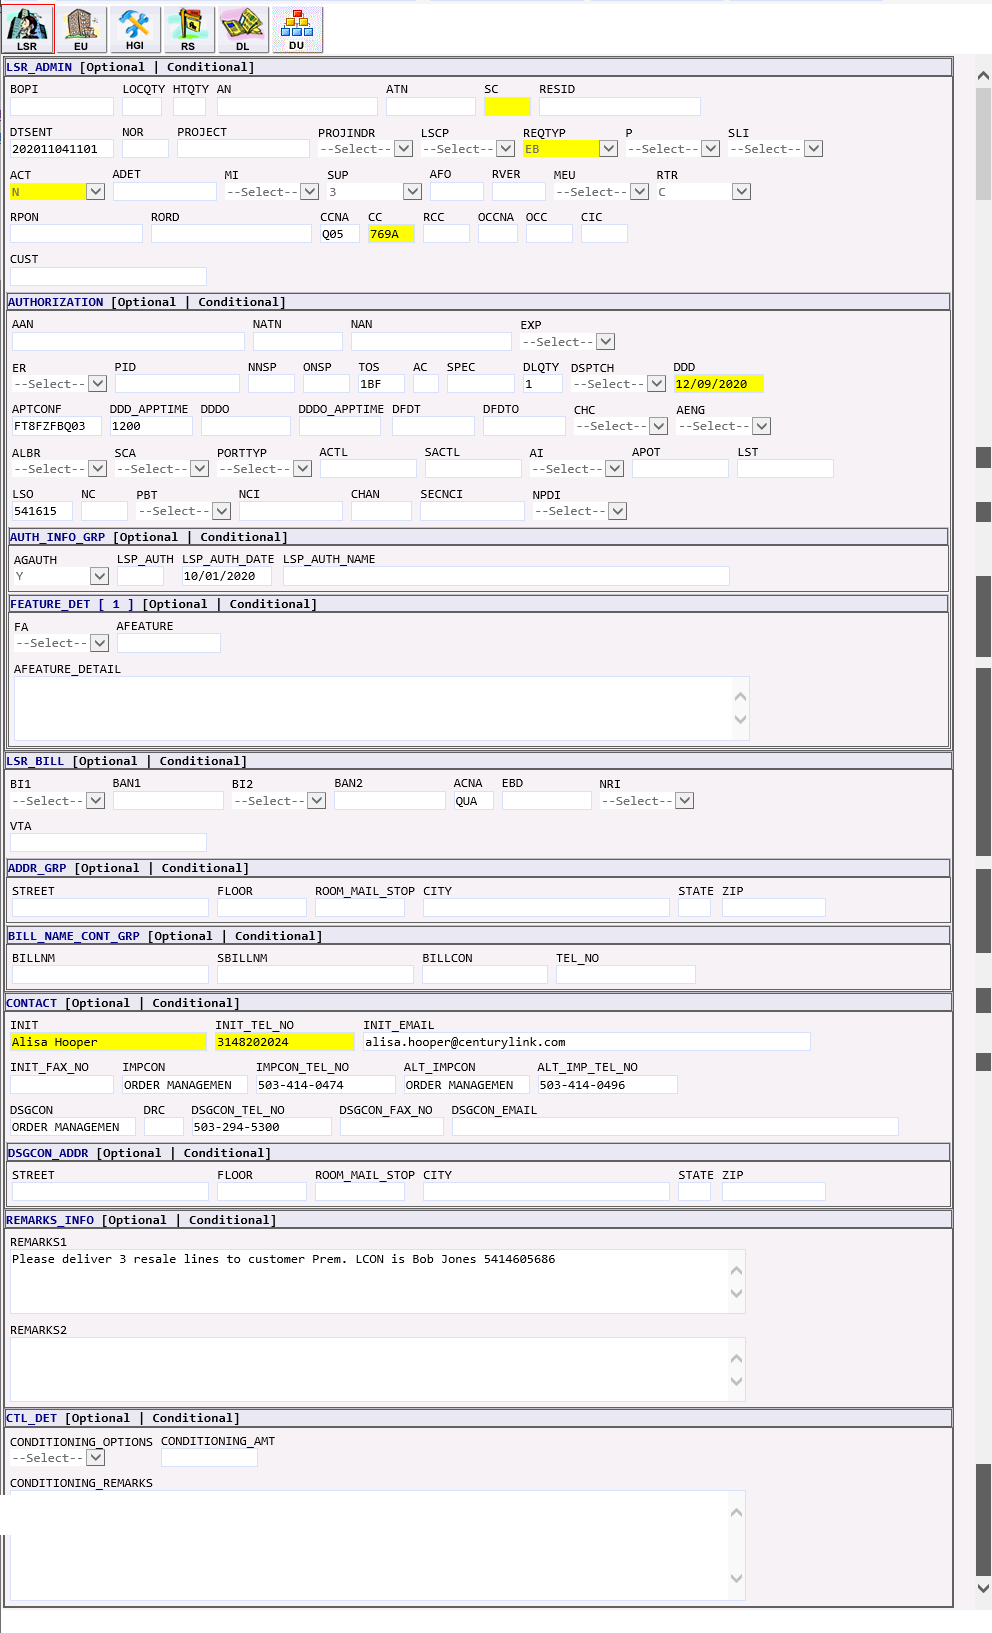 LSR EU HGI RS DL DU
LSR_ADMIN [Optional | Conditional]
BOPI LOCQTY HTQTY AN ATN SC RESID
DTSENT NOR PROJECT PROJINDR LSCP REQTYP P SLI
202011041101 --Select-- --Select-- EB --Select-- --Select--
ACT ADET MI SUP AFO RVER MEU RTR
N --Select-- 3 --Select-- C
RPON RORD CCNA CC RCC OCCNA OCC CIC
Q05 769A
CUST
AUTHORIZATION [Optional | Conditional]
AAN NATN NAN EXP
--Select--
ER PID NNSP ONSP TOS AC SPEC DLQTY DSPTCH DDD
--Select-- 1BF 1 --Select-- 12/09/2020
APTCONF DDD_APPTIME DDDO DDDO_APPTIME DFDT DFDTO CHC AENG
FT8FZFBQ03 1200 --Select-- --Select--
ALBR SCA PORTTYP ACTL SACTL AI APOT LST
--Select-- --Select-- --Select-- --Select--
LSO NC PBT NCI CHAN SECNCI NPDI
541615 --Select-- --Select--
AUTH_INFO_GRP [Optional | Conditional]
AGAUTH LSP_AUTH LSP_AUTH_DATE LSP_AUTH_NAME
Y 10/01/2020
FEATURE_DET [ 1 ] [Optional | Conditional]
FA AFEATURE
--Select--
AFEATURE_DETAIL
LSR_BILL [Optional | Conditional]
BI1 BAN1 BI2 BAN2 ACNA EBD NRI
--Select-- --Select-- QUA --Select--
VTA
ADDR_GRP [Optional | Conditional]
STREET FLOOR ROOM_MAIL_STOP CITY STATE ZIP
BILL_NAME_CONT_GRP [Optional | Conditional]
BILLNM SBILLNM BILLCON TEL_NO
CONTACT [Optional | Conditional]
INIT INIT_TEL_NO INIT_EMAIL
Alisa Hooper 3148202024 alisa.hooper@centurylink.com
INIT_FAX_NO IMPCON IMPCON_TEL_NO ALT_IMPCON ALT_IMP_TEL_NO
ORDER MANAGEMEN 503-414-0474 ORDER MANAGEMEN 503-414-0496
DSGCON DRC DSGCON_TEL_NO DSGCON_FAX_NO DSGCON_EMAIL
ORDER MANAGEMEN 503-294-5300
DSGCON_ADDR [Optional | Conditional]
STREET FLOOR ROOM_MAIL_STOP CITY STATE ZIP
REMARKS_INFO [Optional | Conditional]
REMARKS1
Please deliver 3 resale lines to customer Prem. LCON is Bob Jones 5414605686
REMARKS2
CTL_DET [Optional | Conditional]
CONDITIONING_OPTIONS CONDITIONING_AMT
--Select--
CONDITIONING_REMARKS